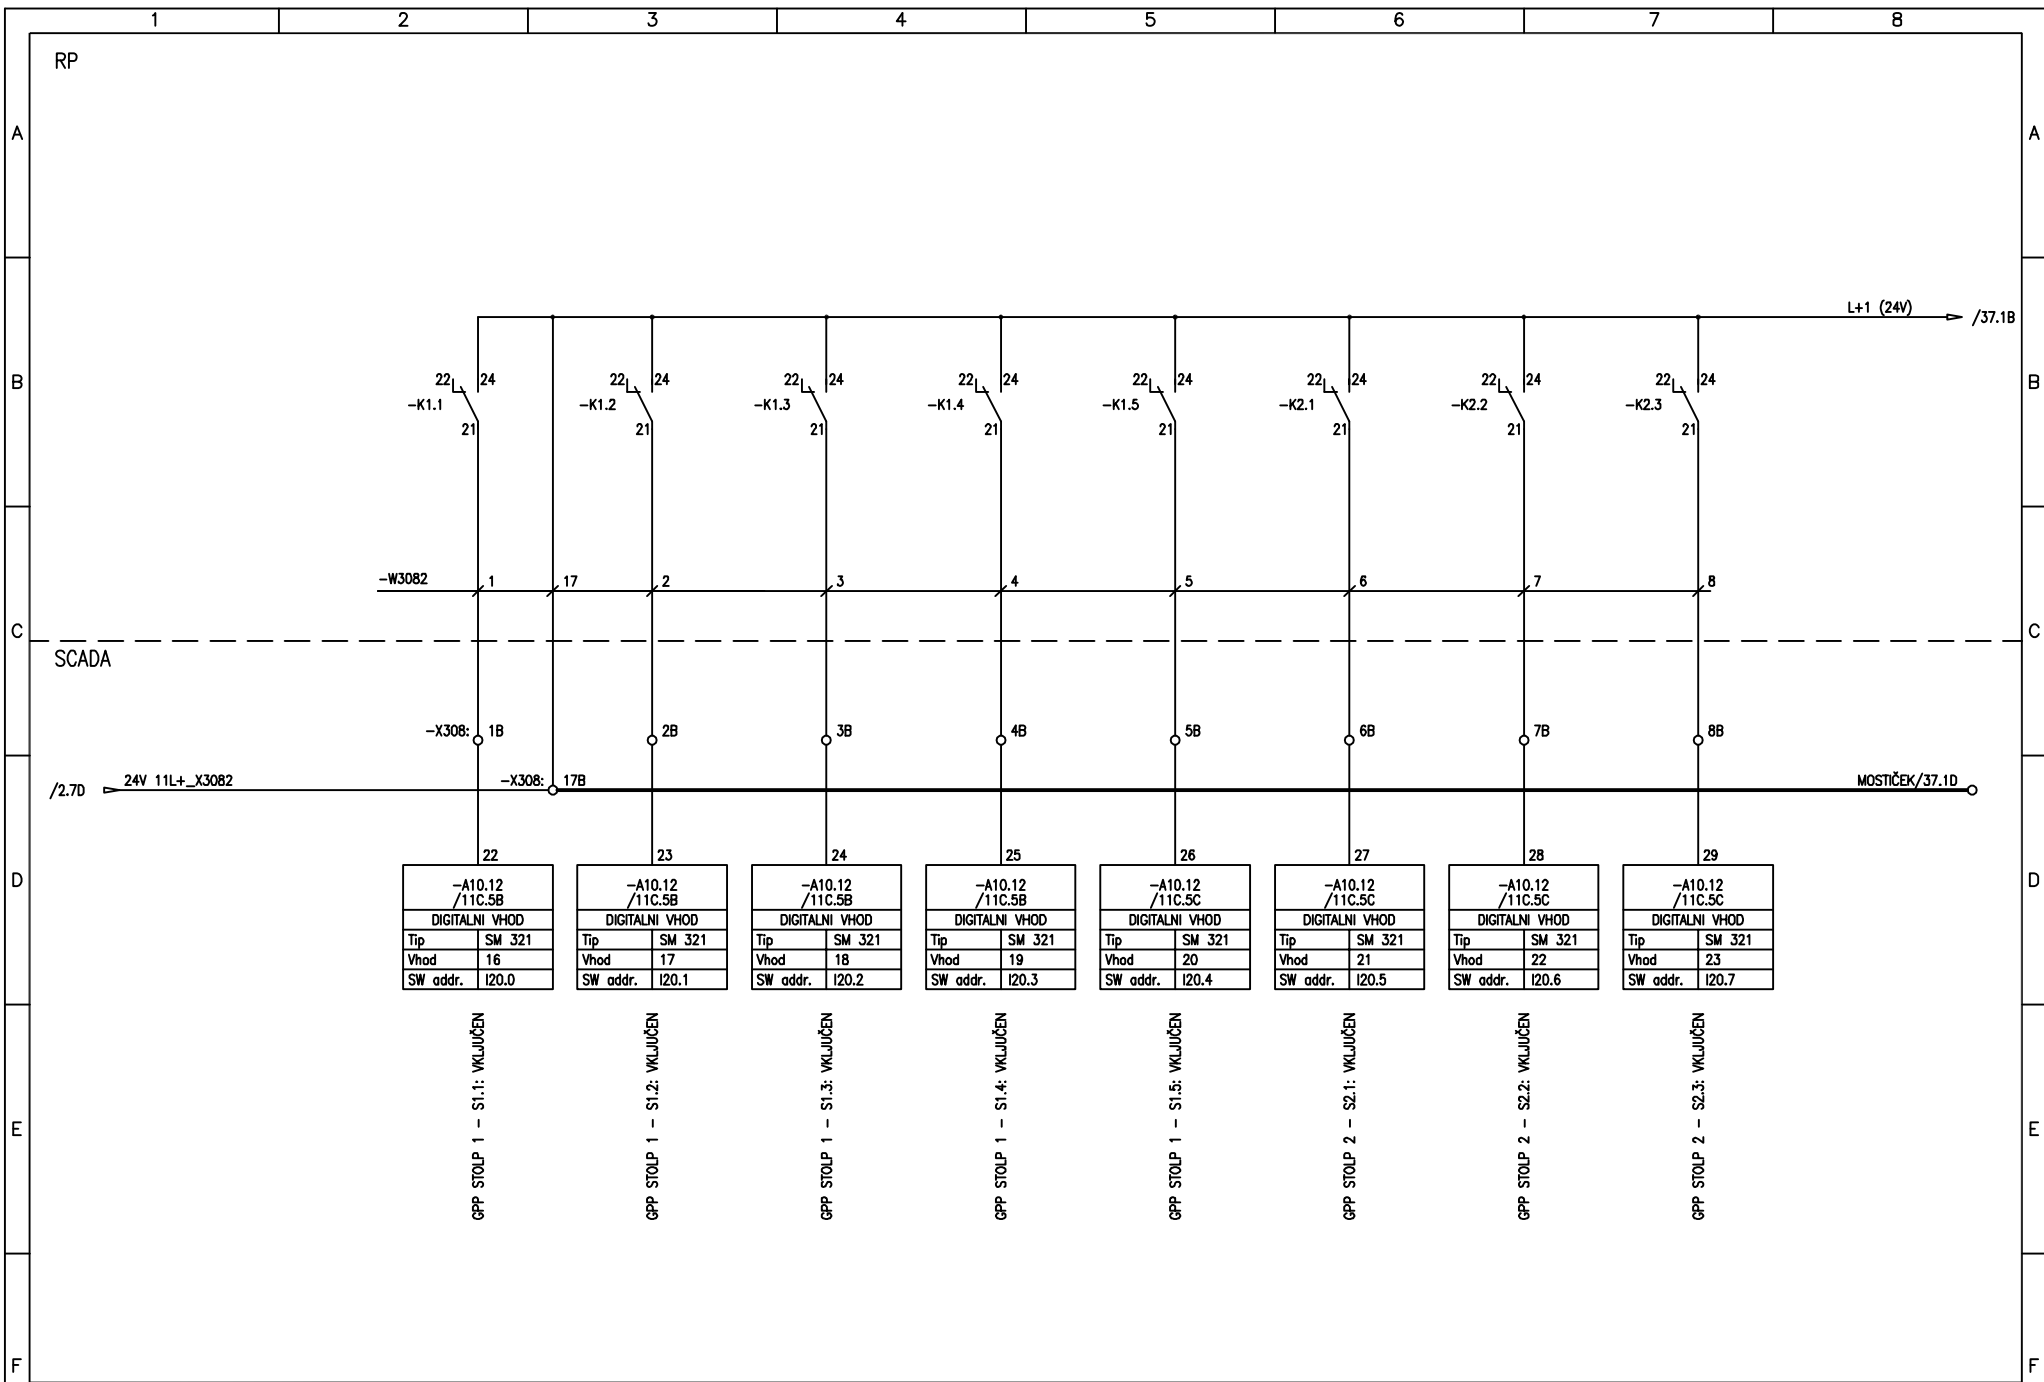 1 2 3 4 5 6 7 8
RP
A A
L+1 (24V) /37.1B
B B
22 24 22 24 22 24 22 24 22 24 22 24 22 24 22 24
-K1.1 -K1.2 -K1.3 -K1.4 -K1.5 -K2.1 -K2.2 -K2.3
21 21 21 21 21 21 21 21
-W3082 1 17 2 3 4 5 6 7 8
C C
SCADA
-X308: 1B 2B 3B 4B 5B 6B 7B 8B
/2.7D 24V 11L+_X3082 -X308: 17B MOSTIČEK/37.1D
22 23 24 25 26 27 28 29
D D
-A10.12 -A10.12 -A10.12 -A10.12 -A10.12 -A10.12 -A10.12 -A10.12
/11C.5B /11C.5B /11C.5B /11C.5B /11C.5C /11C.5C /11C.5C /11C.5C
DIGITALNI VHOD DIGITALNI VHOD DIGITALNI VHOD DIGITALNI VHOD DIGITALNI VHOD DIGITALNI VHOD DIGITALNI VHOD DIGITALNI VHOD
Tip SM 321 Tip SM 321 Tip SM 321 Tip SM 321 Tip SM 321 Tip SM 321 Tip SM 321 Tip SM 321
Vhod 16 Vhod 17 Vhod 18 Vhod 19 Vhod 20 Vhod 21 Vhod 22 Vhod 23
SW addr. I20.0 SW addr. I20.1 SW addr. I20.2 SW addr. I20.3 SW addr. I20.4 SW addr. I20.5 SW addr. I20.6 SW addr. I20.7
GPP STOLP 1 - S1.1: VKLJUČEN
GPP STOLP 1 - S1.2: VKLJUČEN
GPP STOLP 1 - S1.3: VKLJUČEN
GPP STOLP 1 - S1.4: VKLJUČEN
GPP STOLP 1 - S1.5: VKLJUČEN
GPP STOLP 2 - S2.1: VKLJUČEN
GPP STOLP 2 - S2.2: VKLJUČEN
GPP STOLP 2 - S2.3: VKLJUČEN
E E
F F